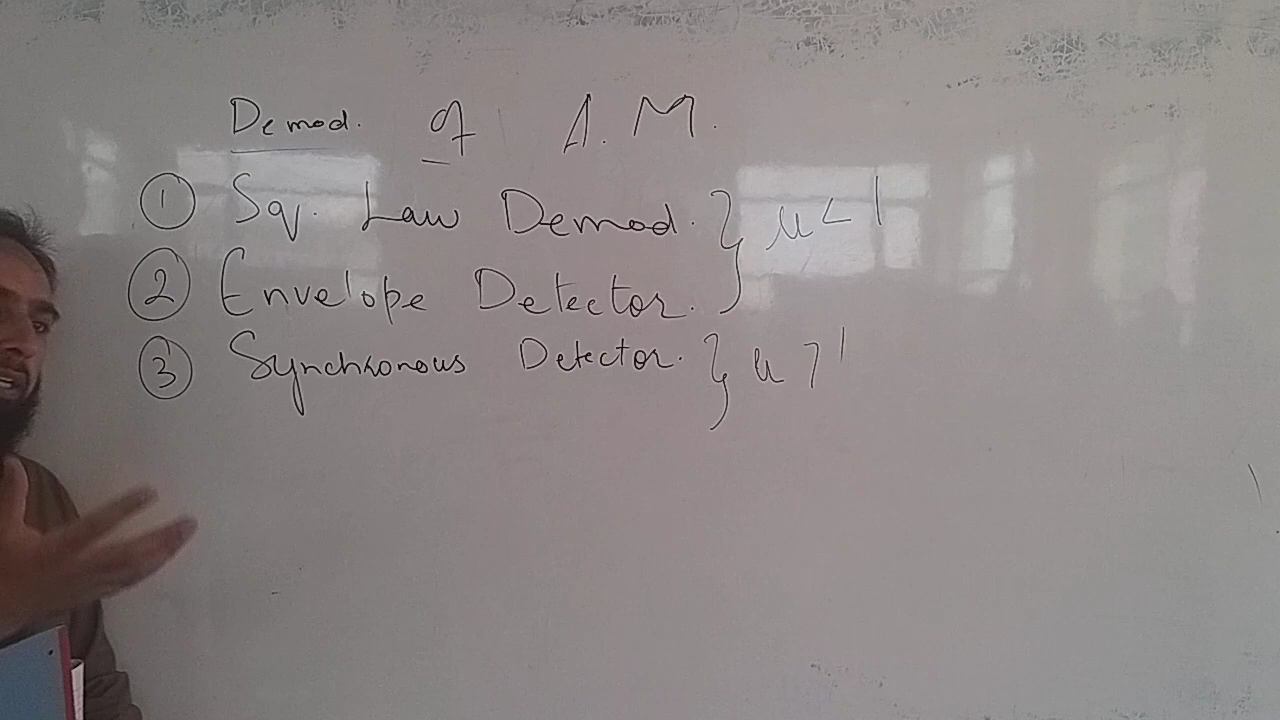 Demod. of A.M.
① Sq. Law Demod. } μ < 1
② Envelope Detector.
③ Synchronous Detector. } μ > 1